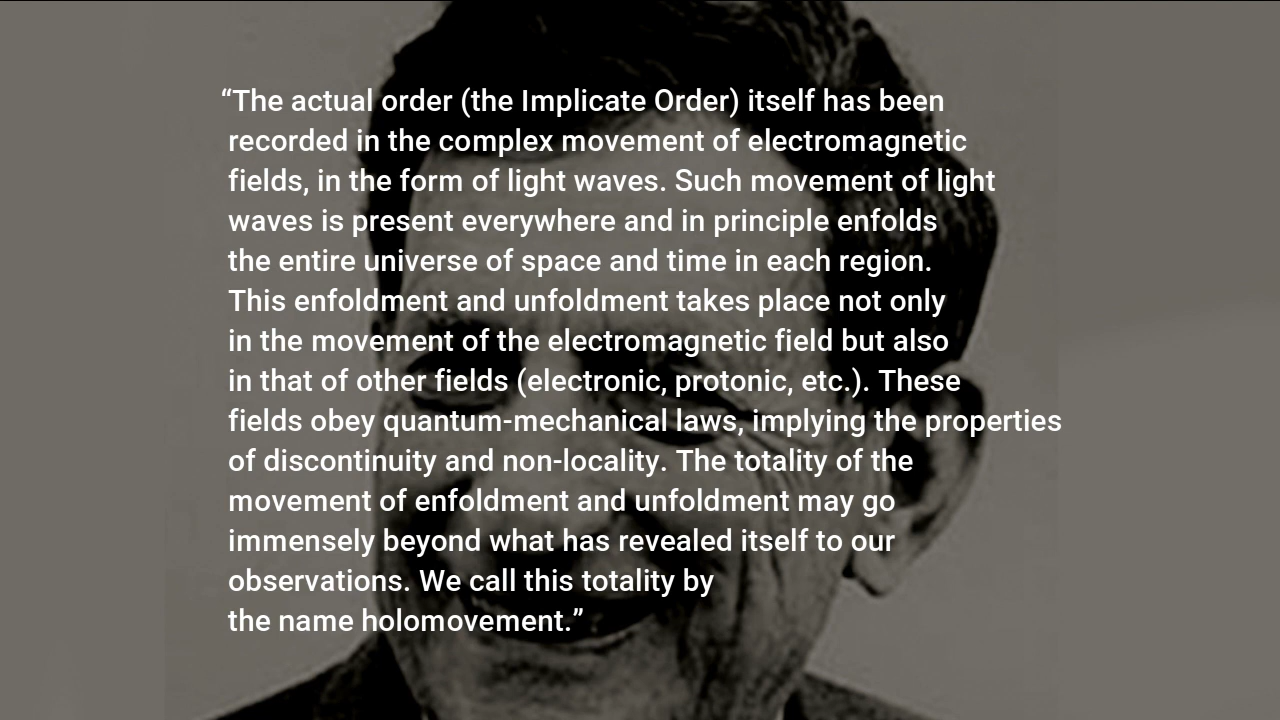 “The actual order (the Implicate Order) itself has been
recorded in the complex movement of electromagnetic
fields, in the form of light waves. Such movement of light
waves is present everywhere and in principle enfolds
the entire universe of space and time in each region.
This enfoldment and unfoldment takes place not only
in the movement of the electromagnetic field but also
in that of other fields (electronic, protonic, etc.). These
fields obey quantum-mechanical laws, implying the properties
of discontinuity and non-locality. The totality of the
movement of enfoldment and unfoldment may go
immensely beyond what has revealed itself to our
observations. We call this totality by
the name holomovement.”